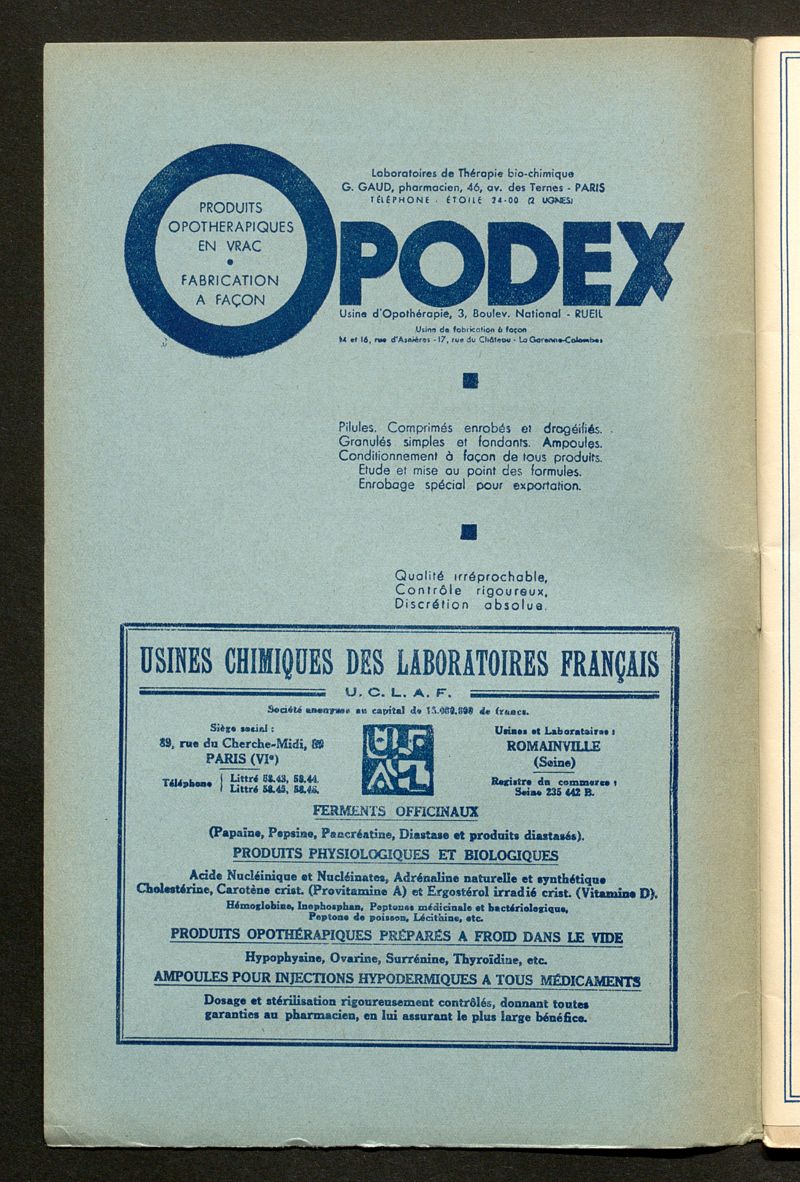 Laboratoires de Thérapie bio-chimique
G. GAUD, pharmacien, 46, av. des Ternes - PARIS
TÉLÉPHONE . ÉTOILE 24-00 (2 LIGNES)
PRODUITS
OPOTHERAPIQUES
EN VRAC
•
FABRICATION
A FAÇON
OPODEX
Usine d'Opothérapie, 3, Boulev. National - RUEIL
Usine de fabrication à façon
14 et 16, rue d'Asnières - 17, rue du Château - La Garenne-Colombes
Pilules. Comprimés enrobés et dragéifiés.
Granulés simples et fondants. Ampoules.
Conditionnement à façon de tous produits.
Etude et mise au point des formules.
Enrobage spécial pour exportation.
Qualité irréprochable,
Contrôle rigoureux,
Discrétion absolue.
USINES CHIMIQUES DES LABORATOIRES FRANÇAIS
U. C. L. A. F.
Société anonyme au capital de de francs.
Siège social :
89, rue du Cherche-Midi, 89
PARIS (VIe)
Téléphone { Littré 58.43, 58.44.
Littré 58.45, 58.46.
UCLAF
Usines et Laboratoires :
ROMAINVILLE
(Seine)
Registre du commerce :
Seine 235 442 B.
FERMENTS OFFICINAUX
(Papaïne, Pepsine, Pancréatine, Diastase et produits diastasés).
PRODUITS PHYSIOLOGIQUES ET BIOLOGIQUES
Acide Nucléinique et Nucléinates, Adrénaline naturelle et synthétique
Cholestérine, Carotène crist. (Provitamine A) et Ergostérol irradié crist. (Vitamine D).
Hémoglobine, Inophosphan, Peptones médicinale et bactériologique,
Peptone de poisson, Lécithine, etc.
PRODUITS OPOTHÉRAPIQUES PRÉPARÉS A FROID DANS LE VIDE
Hypophysine, Ovarine, Surrénine, Thyroïdine, etc.
AMPOULES POUR INJECTIONS HYPODERMIQUES A TOUS MÉDICAMENTS
Dosage et stérilisation rigoureusement contrôlés, donnant toutes
garanties au pharmacien, en lui assurant le plus large bénéfice.